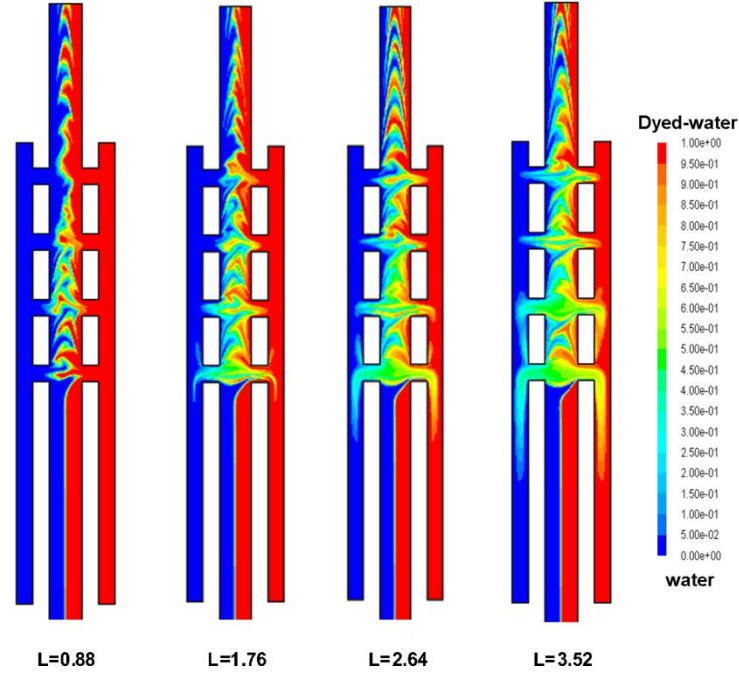 Dyed-water
1.00e+00
9.50e-01
9.00e-01
8.50e-01
8.00e-01
7.50e-01
7.00e-01
6.50e-01
6.00e-01
5.50e-01
5.00e-01
4.50e-01
4.00e-01
3.50e-01
3.00e-01
2.50e-01
2.00e-01
1.50e-01
1.00e-01
5.00e-02
0.00e+00
water
L=0.88 L=1.76 L=2.64 L=3.52